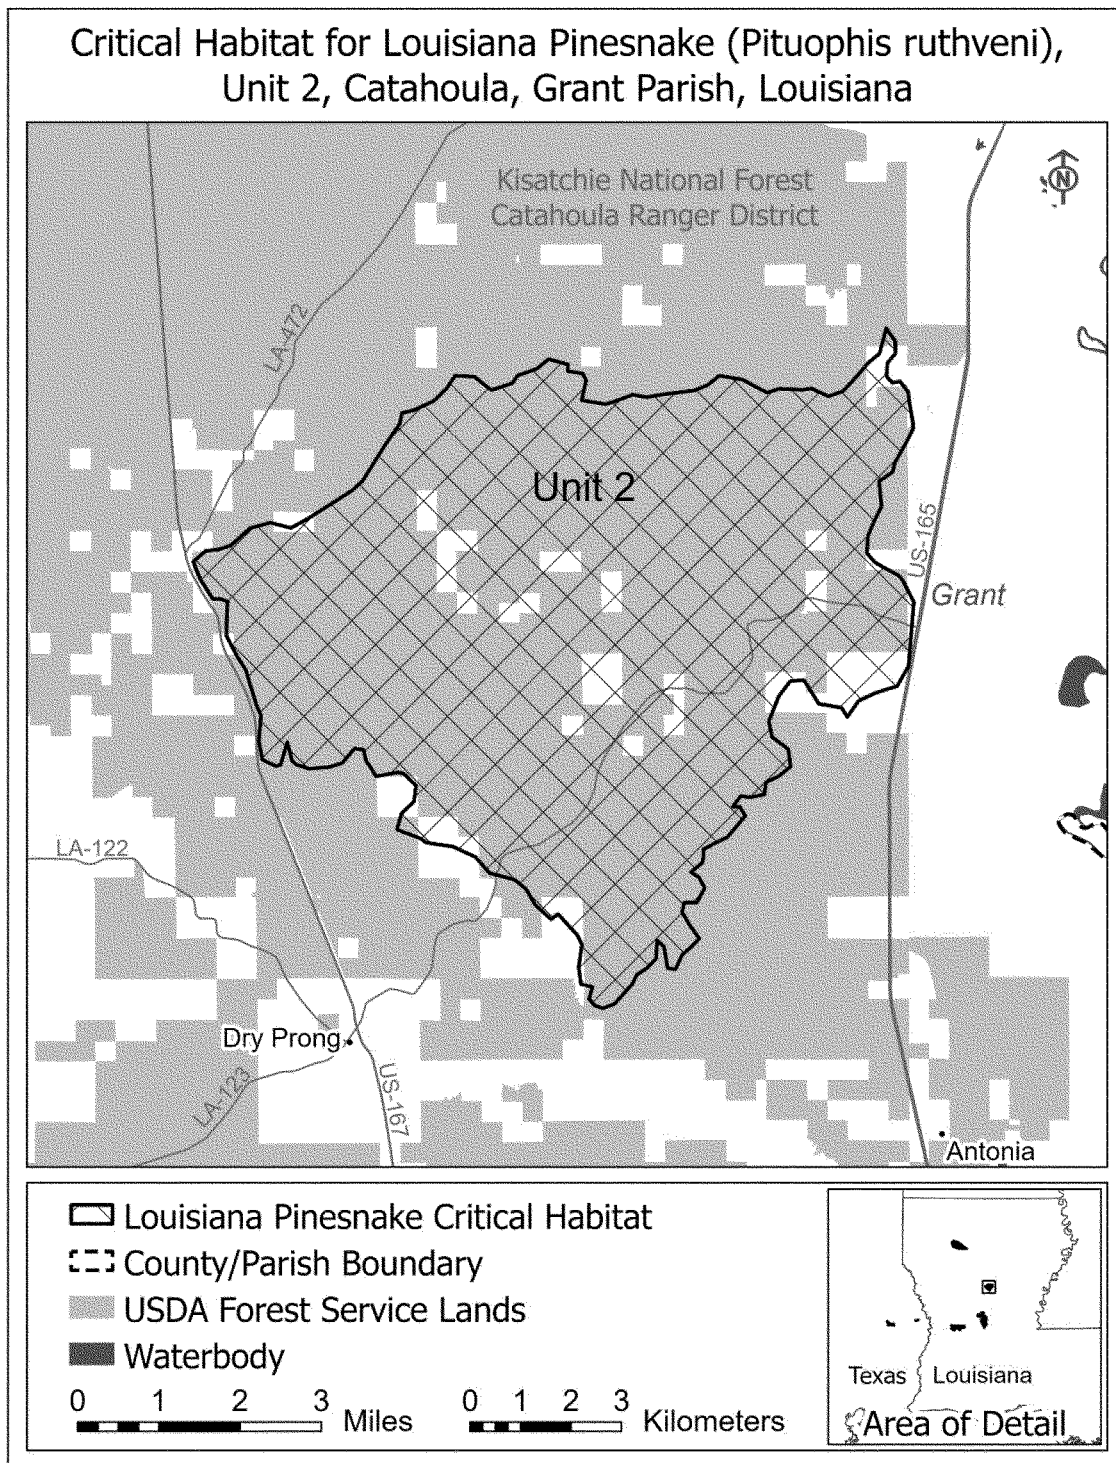 Critical Habitat for Louisiana Pinesnake (Pituophis ruthveni),
Unit 2, Catahoula, Grant Parish, Louisiana
Kisatchie National Forest
Catahoula Ranger District
N
LA-472
Unit 2
US-165
Grant
LA-122
Dry Prong
LA-123
US-167
Antonia
Louisiana Pinesnake Critical Habitat
County/Parish Boundary
USDA Forest Service Lands
Waterbody
0 1 2 3 Miles
0 1 2 3 Kilometers
Texas Louisiana
Area of Detail